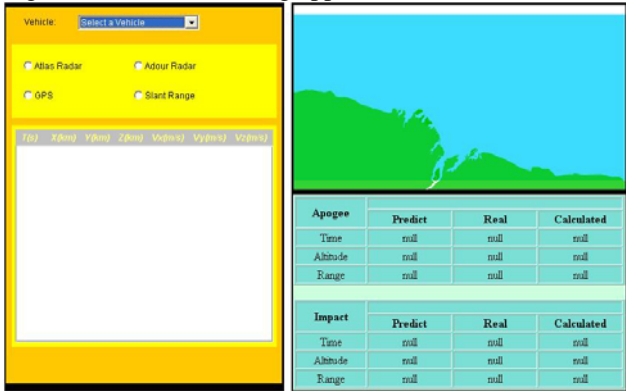 Vehicle: Select a Vehicle
Atlas Radar Adour Radar
GPS Slant Range
T(s) X(km) Y(km) Z(km) Vx(m/s) Vy(m/s) Vz(m/s)
Apogee Predict Real Calculated
Time null null null
Altitude null null null
Range null null null
Impact Predict Real Calculated
Time null null null
Altitude null null null
Range null null null